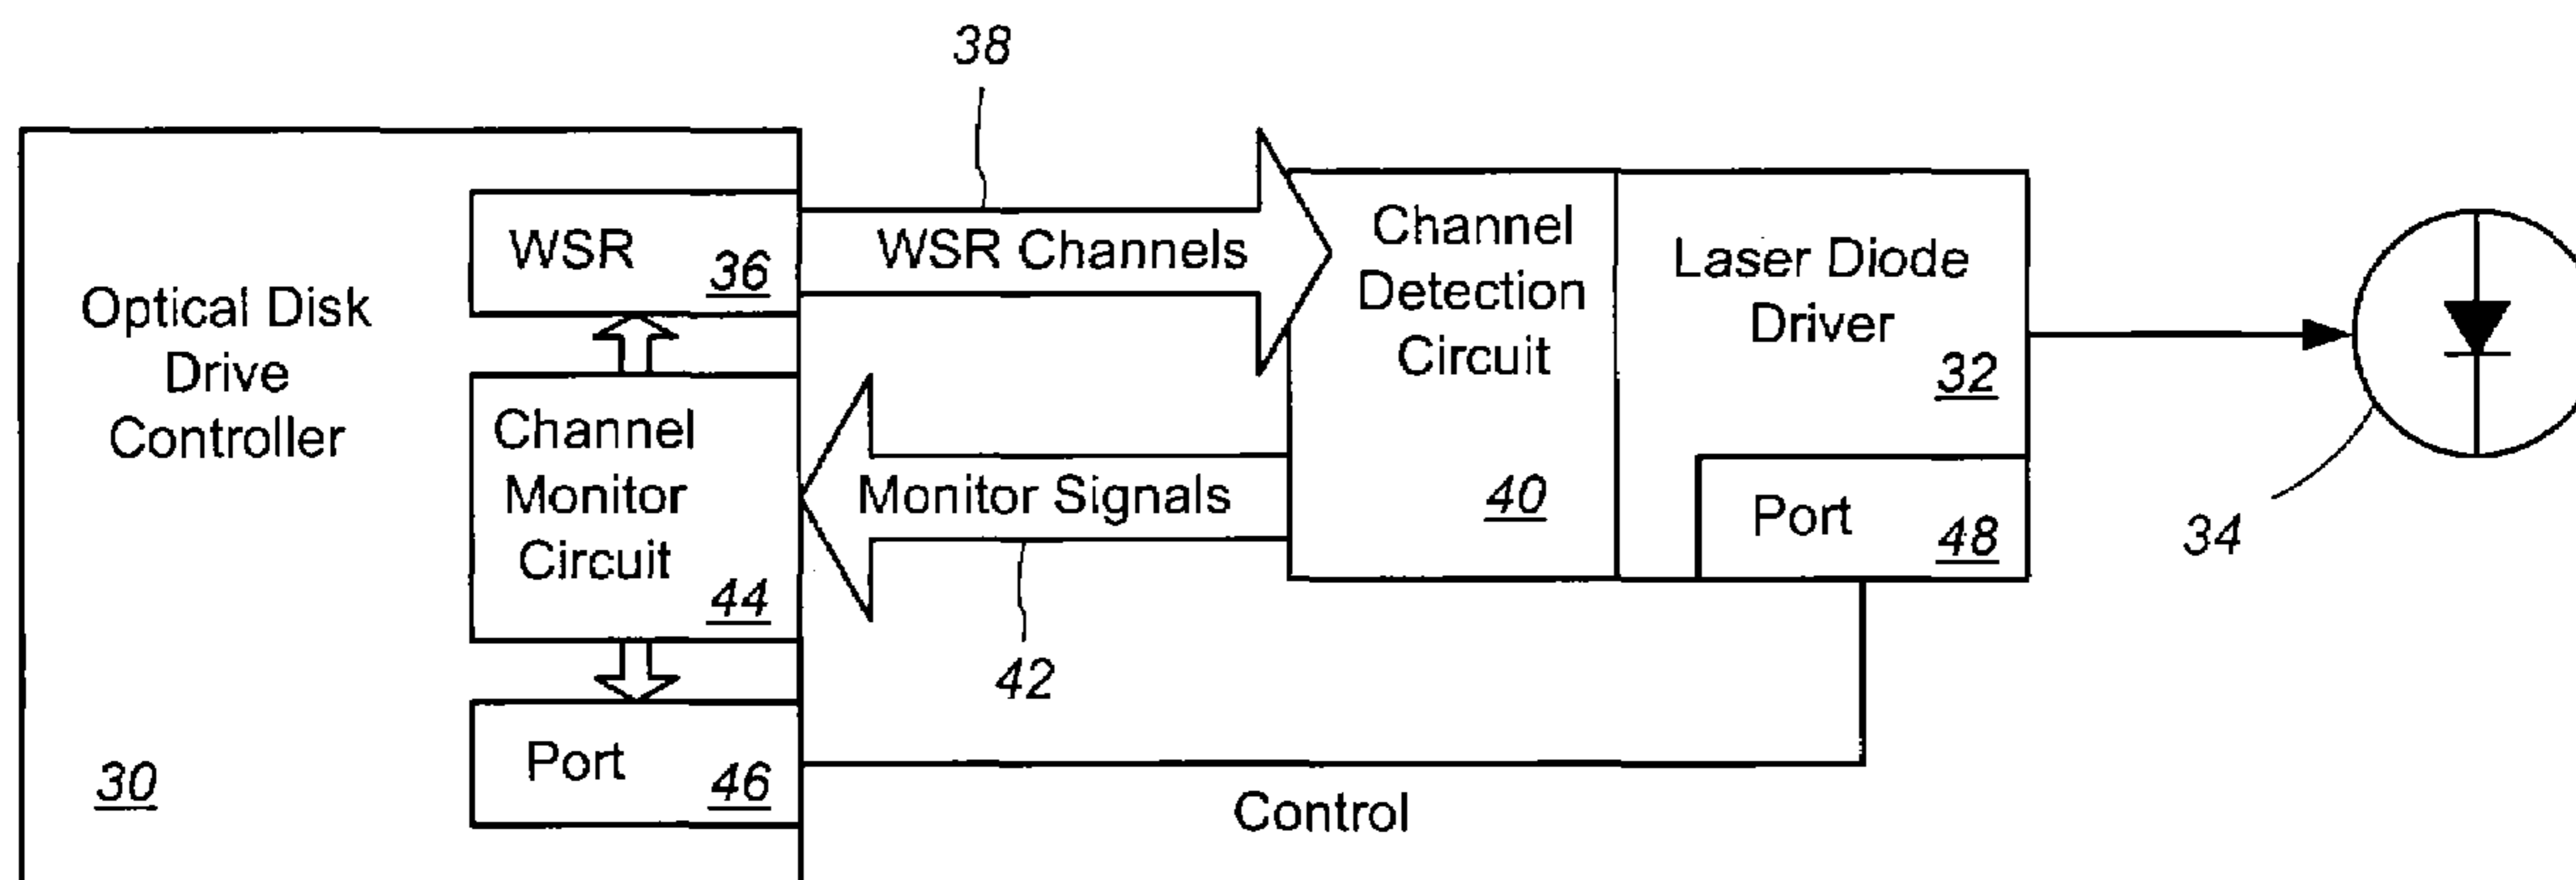 38
Optical Disk
Drive
Controller
30
WSR
36
WSR Channels
Channel
Detection
Circuit
40
Laser Diode
Driver
32
34
Channel
Monitor
Circuit
44
Monitor Signals
42
Port
48
Port
46
Control